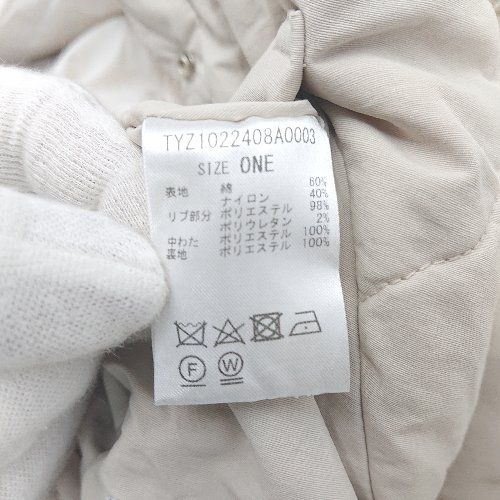 TYZ1022408A0003
SIZE ONE
表地 綿 60%
ナイロン 40%
リブ部分 ポリエステル 98%
ポリウレタン 2%
中わた ポリエステル 100%
裏地 ポリエステル 100%
F W